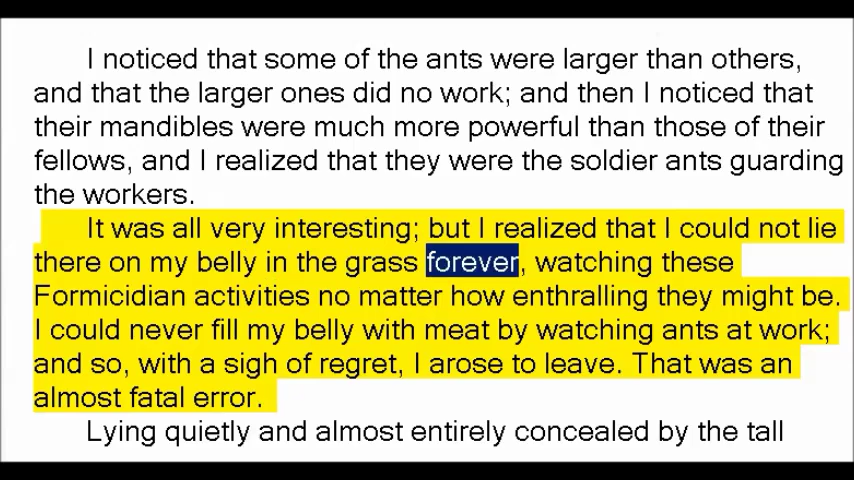 I noticed that some of the ants were larger than others,
and that the larger ones did no work; and then I noticed that
their mandibles were much more powerful than those of their
fellows, and I realized that they were the soldier ants guarding
the workers.
It was all very interesting; but I realized that I could not lie
there on my belly in the grass forever, watching these
Formicidian activities no matter how enthralling they might be.
I could never fill my belly with meat by watching ants at work;
and so, with a sigh of regret, I arose to leave. That was an
almost fatal error.
Lying quietly and almost entirely concealed by the tall